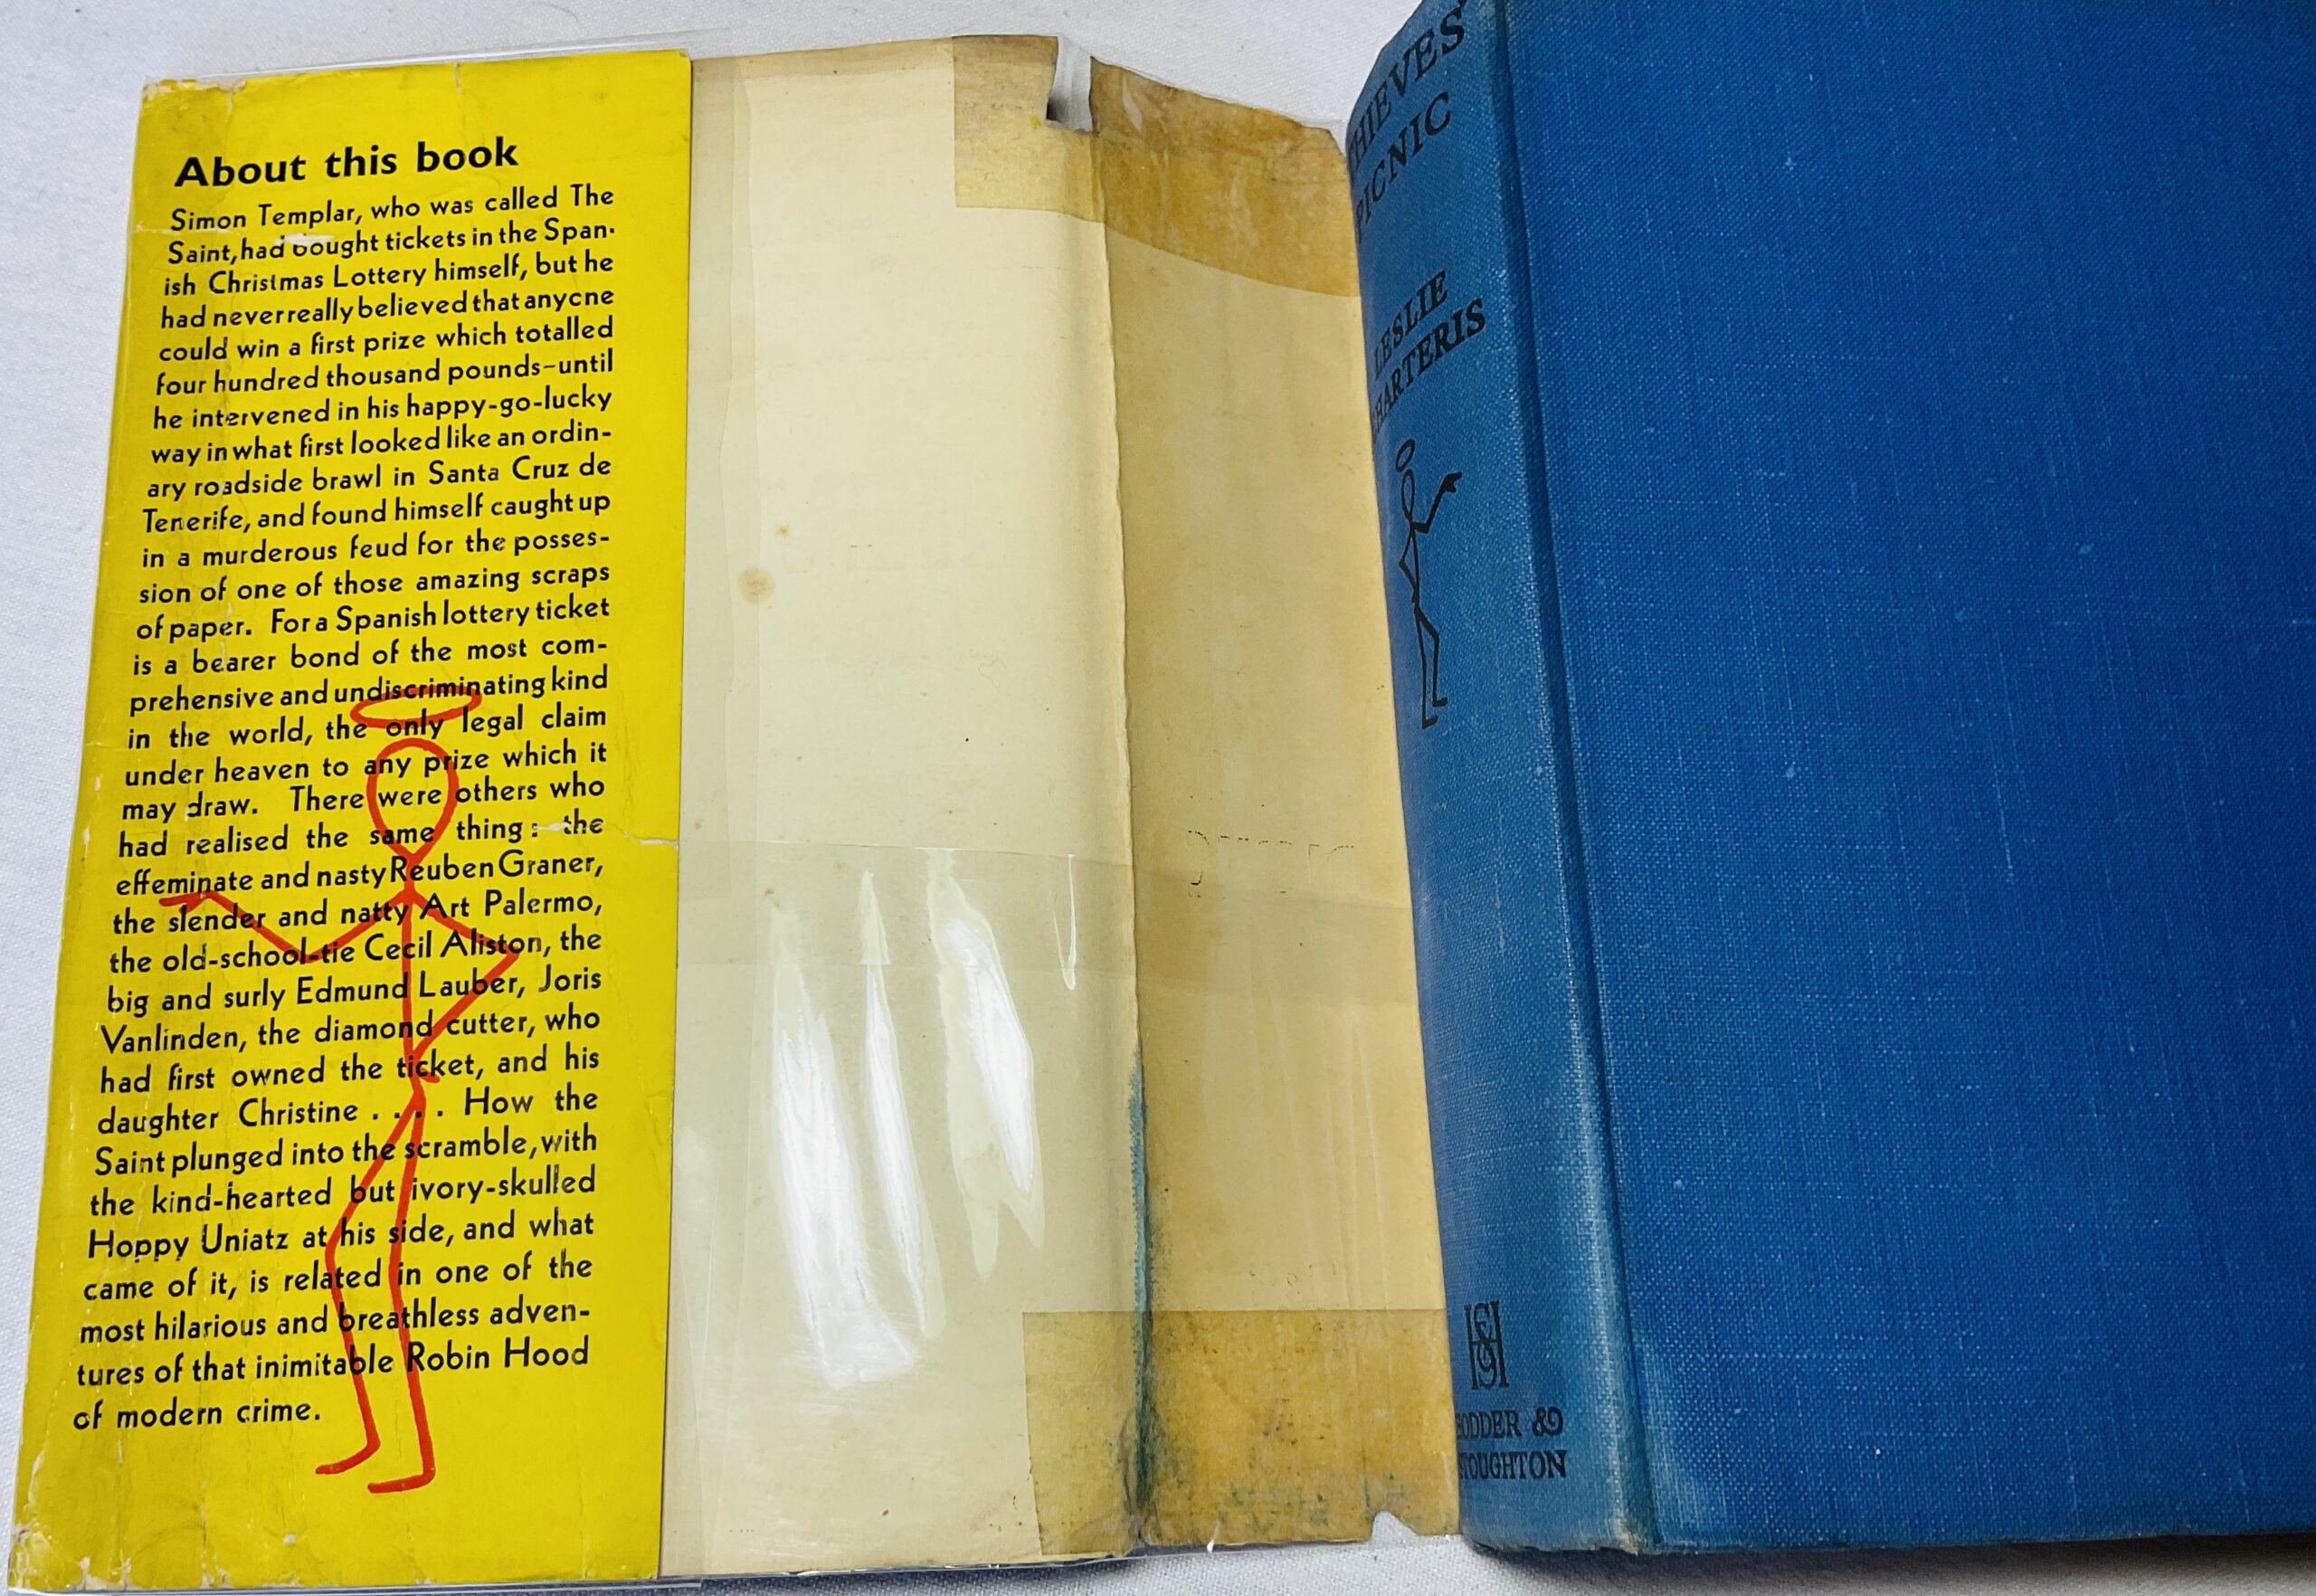 About this book
Simon Templar, who was called The
Saint, had bought tickets in the Span-
ish Christmas Lottery himself, but he
had never really believed that anyone
could win a first prize which totalled
four hundred thousand pounds–until
he intervened in his happy-go-lucky
way in what first looked like an ordin-
ary roadside brawl in Santa Cruz de
Tenerife, and found himself caught up
in a murderous feud for the posses-
sion of one of those amazing scraps
of paper. For a Spanish lottery ticket
is a bearer bond of the most com-
prehensive and undiscriminating kind
in the world, the only legal claim
under heaven to any prize which it
may draw. There were others who
had realised the same thing: the
effeminate and nasty Reuben Graner,
the slender and natty Art Palermo,
the old-school-tie Cecil Aliston, the
big and surly Edmund Lauber, Joris
Vanlinden, the diamond cutter, who
had first owned the ticket, and his
daughter Christine . . . . How the
Saint plunged into the scramble, with
the kind-hearted but ivory-skulled
Hoppy Uniatz at his side, and what
came of it, is related in one of the
most hilarious and breathless adven-
tures of that inimitable Robin Hood
of modern crime.
HIEVES'
PICNIC
LESLIE
CHARTERIS
HODDER &
STOUGHTON